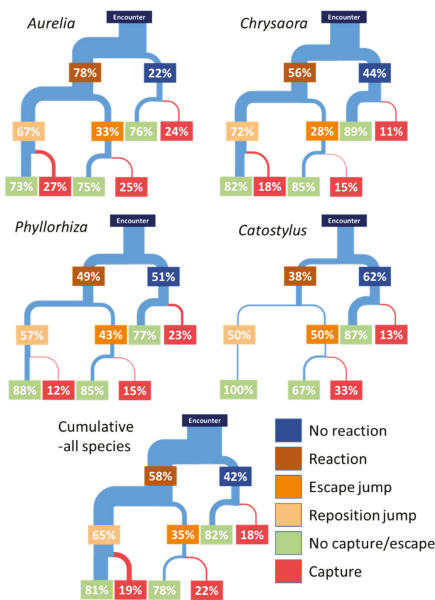 Aurelia
Encounter
78%
22%
67%
33%
76%
24%
73%
27%
75%
25%
Chrysaora
Encounter
56%
44%
72%
28%
89%
11%
82%
18%
85%
15%
Phyllorhiza
Encounter
49%
51%
57%
43%
77%
23%
88%
12%
85%
15%
Catostylus
Encounter
38%
62%
50%
50%
87%
13%
100%
67%
33%
Cumulative
-all species
Encounter
58%
42%
65%
35%
82%
18%
81%
19%
78%
22%
No reaction
Reaction
Escape jump
Reposition jump
No capture/escape
Capture